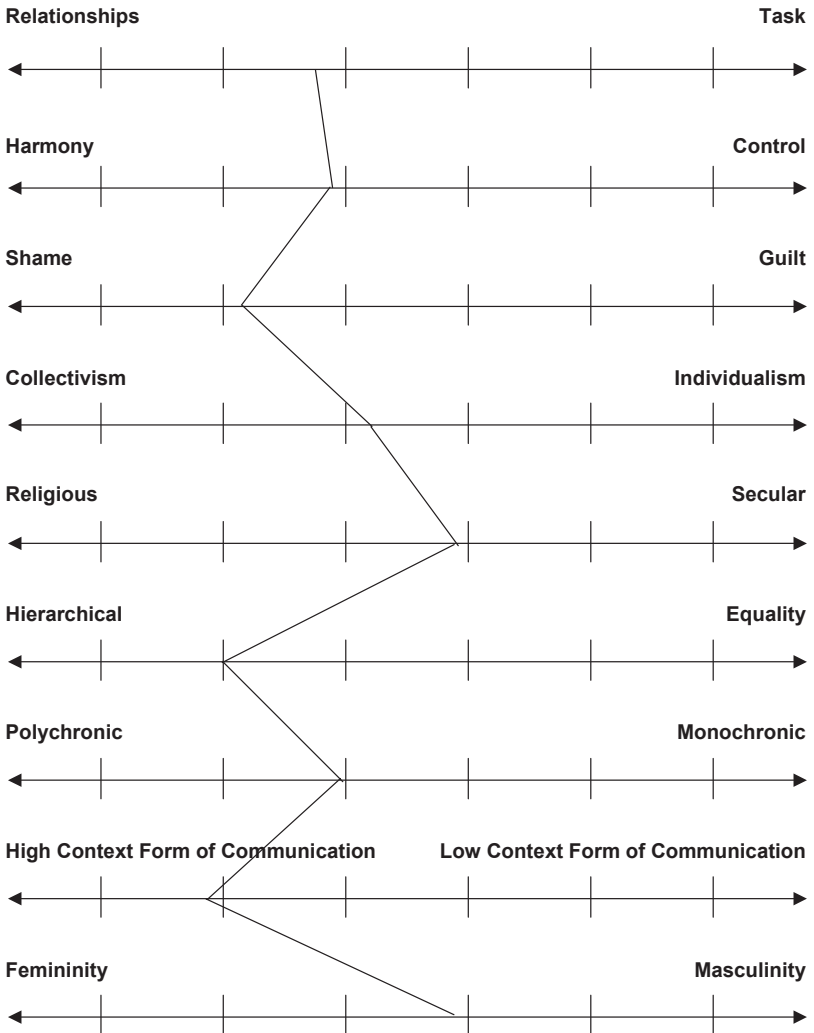 Relationships Task
Harmony Control
Shame Guilt
Collectivism Individualism
Religious Secular
Hierarchical Equality
Polychronic Monochronic
High Context Form of Communication Low Context Form of Communication
Femininity Masculinity